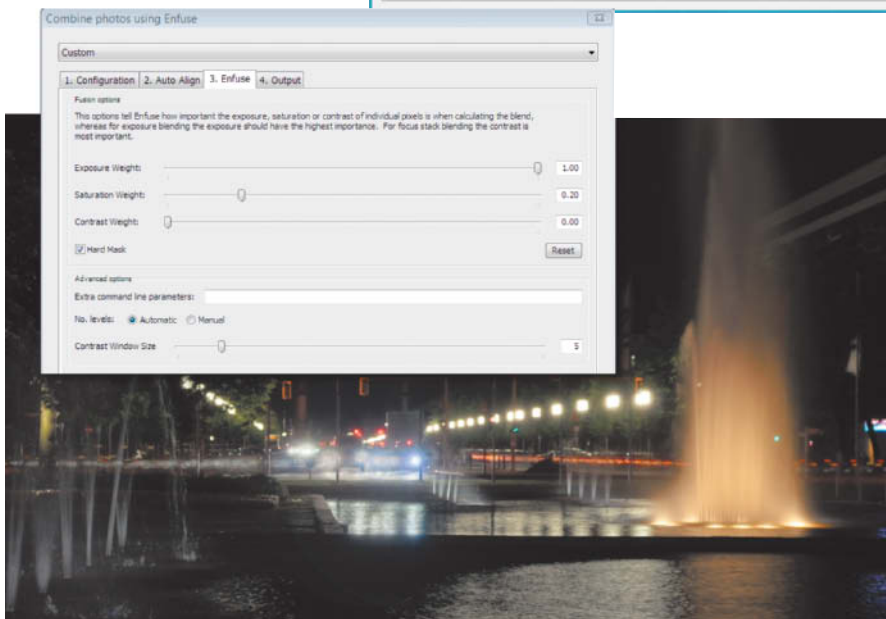 Combine photos using Enfuse
Custom
1. Configuration 2. Auto Align 3. Enfuse 4. Output
Fusion options
This options tell Enfuse how important the exposure, saturation or contrast of individual pixels is when calculating the blend,
whereas for exposure blending the exposure should have the highest importance. For focus stack blending the contrast is
most important.
Exposure Weight: 1.00
Saturation Weight: 0.20
Contrast Weight: 0.00
Hard Mask Reset
Advanced options
Extra command line parameters:
No. levels: Automatic Manual
Contrast Window Size 5